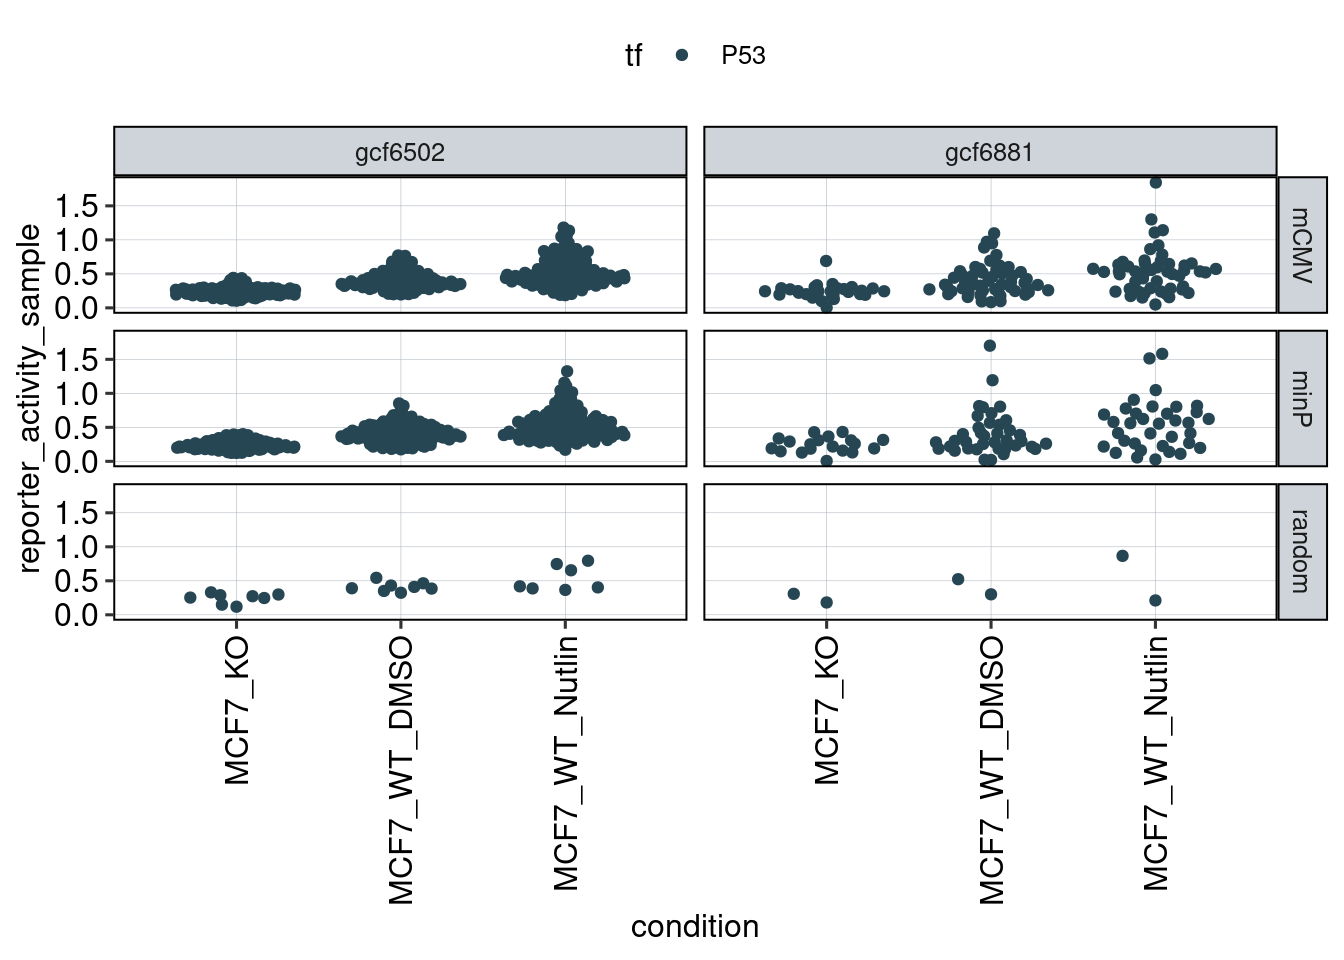 tf P53
gcf6502 gcf6881
reporter_activity_sample
1.5
1.0
0.5
0.0
mCMV
1.5
1.0
0.5
0.0
minP
1.5
1.0
0.5
0.0
random
MCF7_KO MCF7_WT_DMSO MCF7_WT_Nutlin MCF7_KO MCF7_WT_DMSO MCF7_WT_Nutlin
condition